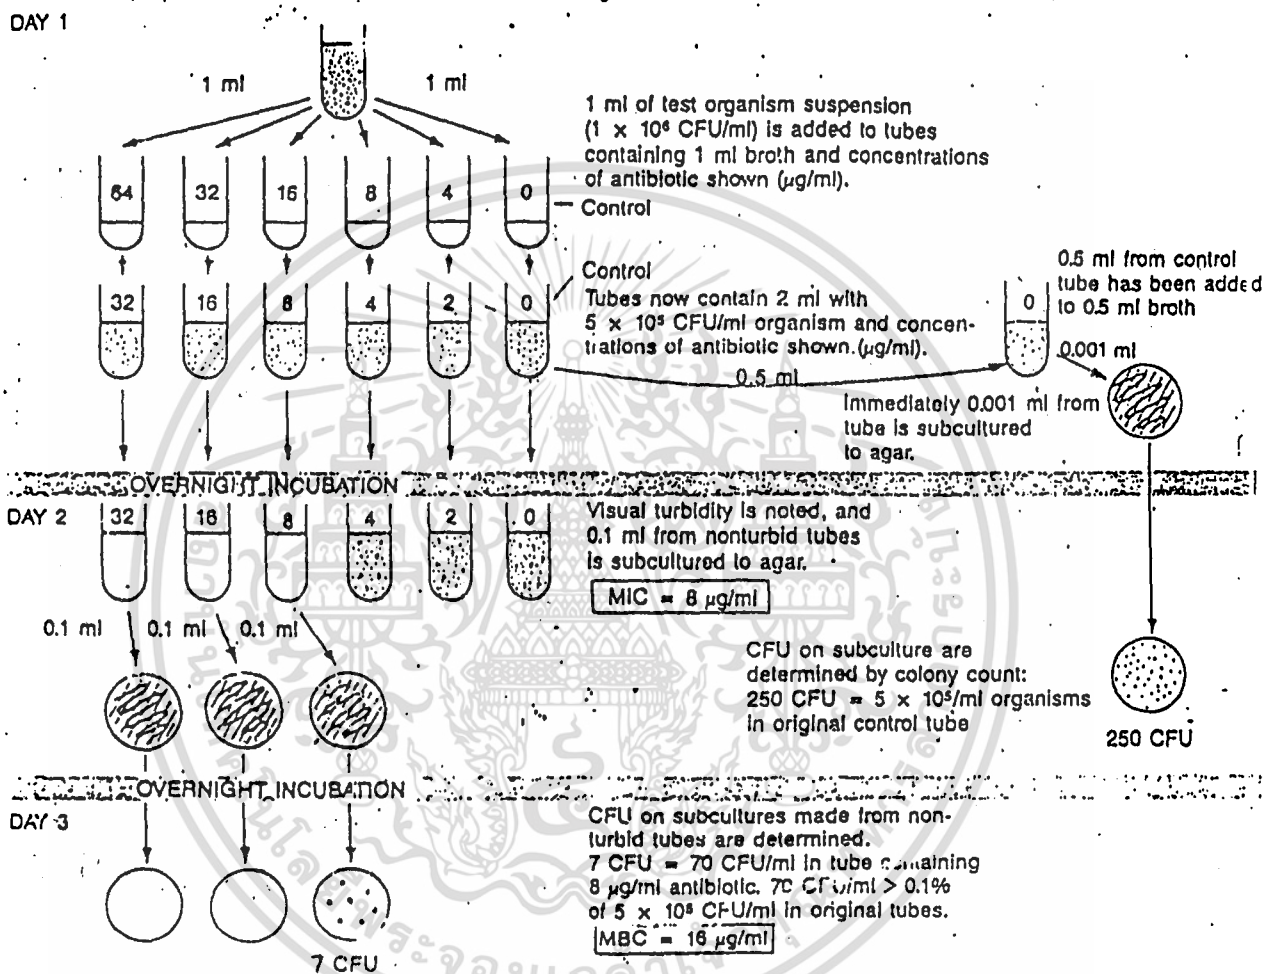 DAY 1
1 ml
1 ml
1 ml of test organism suspension
(1 × 10⁶ CFU/ml) is added to tubes
containing 1 ml broth and concentrations
of antibiotic shown (µg/ml).
64 32 16 8 4 0
Control
Control
Tubes now contain 2 ml with
5 × 10⁵ CFU/ml organism and concen-
trations of antibiotic shown.(µg/ml).
32 16 8 4 2 0
0.5 ml
0.5 ml from control
tube has been added
to 0.5 ml broth
0
0.001 ml
Immediately 0.001 ml from
tube is subcultured
to agar.
OVERNIGHT INCUBATION
DAY 2
32 16 8 4 2 0
Visual turbidity is noted, and
0.1 ml from nonturbid tubes
is subcultured to agar.
MIC = 8 µg/ml
0.1 ml 0.1 ml 0.1 ml
CFU on subculture are
determined by colony count:
250 CFU = 5 × 10⁵/ml organisms
in original control tube
250 CFU
OVERNIGHT INCUBATION
DAY 3
CFU on subcultures made from non-
turbid tubes are determined.
7 CFU = 70 CFU/ml in tube containing
8 µg/ml antibiotic. 70 CFU/ml > 0.1%
of 5 × 10⁵ CFU/ml in original tubes.
MBC = 16 µg/ml
7 CFU